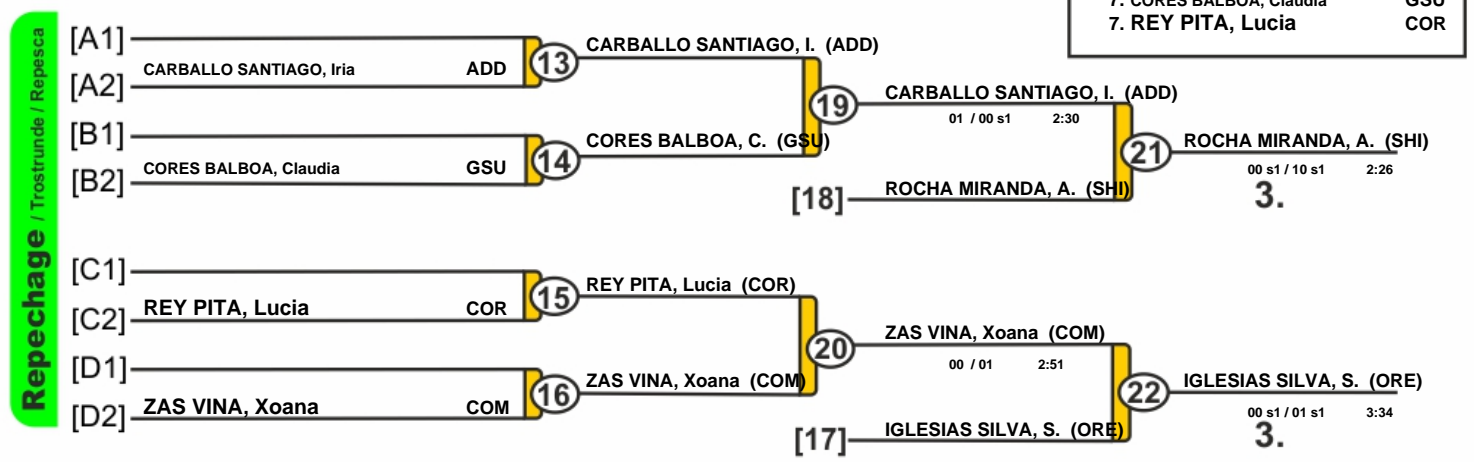 7. CORES BALBOA, Claudia GSU
7. REY PITA, Lucia COR
Repechage / Trostrunde / Repesca
[A1]
CARBALLO SANTIAGO, I. (ADD)
CARBALLO SANTIAGO, Iria ADD 13
[A2]
CARBALLO SANTIAGO, I. (ADD)
19
01 / 00 s1 2:30
[B1]
CORES BALBOA, C. (GSU)
ROCHA MIRANDA, A. (SHI)
CORES BALBOA, Claudia GSU 14
21
00 s1 / 10 s1 2:26
[B2]
ROCHA MIRANDA, A. (SHI)
[18]
3.
[C1]
REY PITA, Lucia (COR)
REY PITA, Lucia COR 15
[C2]
ZAS VINA, Xoana (COM)
20
00 / 01 2:51
[D1]
ZAS VINA, Xoana (COM)
IGLESIAS SILVA, S. (ORE)
ZAS VINA, Xoana COM 16
22
00 s1 / 01 s1 3:34
[D2]
IGLESIAS SILVA, S. (ORE)
[17]
3.